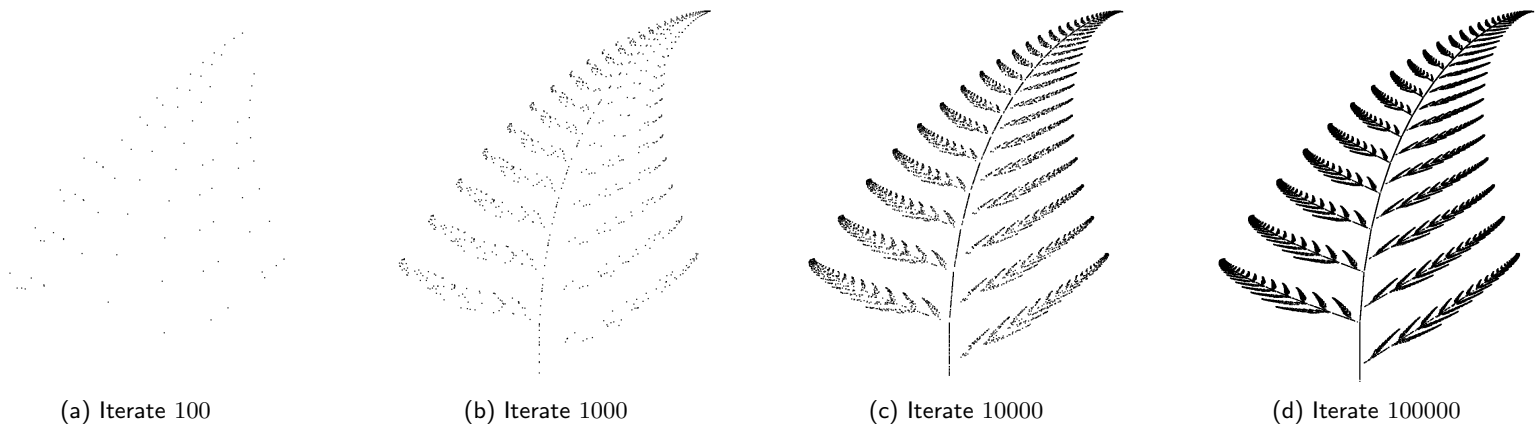 (a) Iterate 100
(b) Iterate 1000
(c) Iterate 10000
(d) Iterate 100000